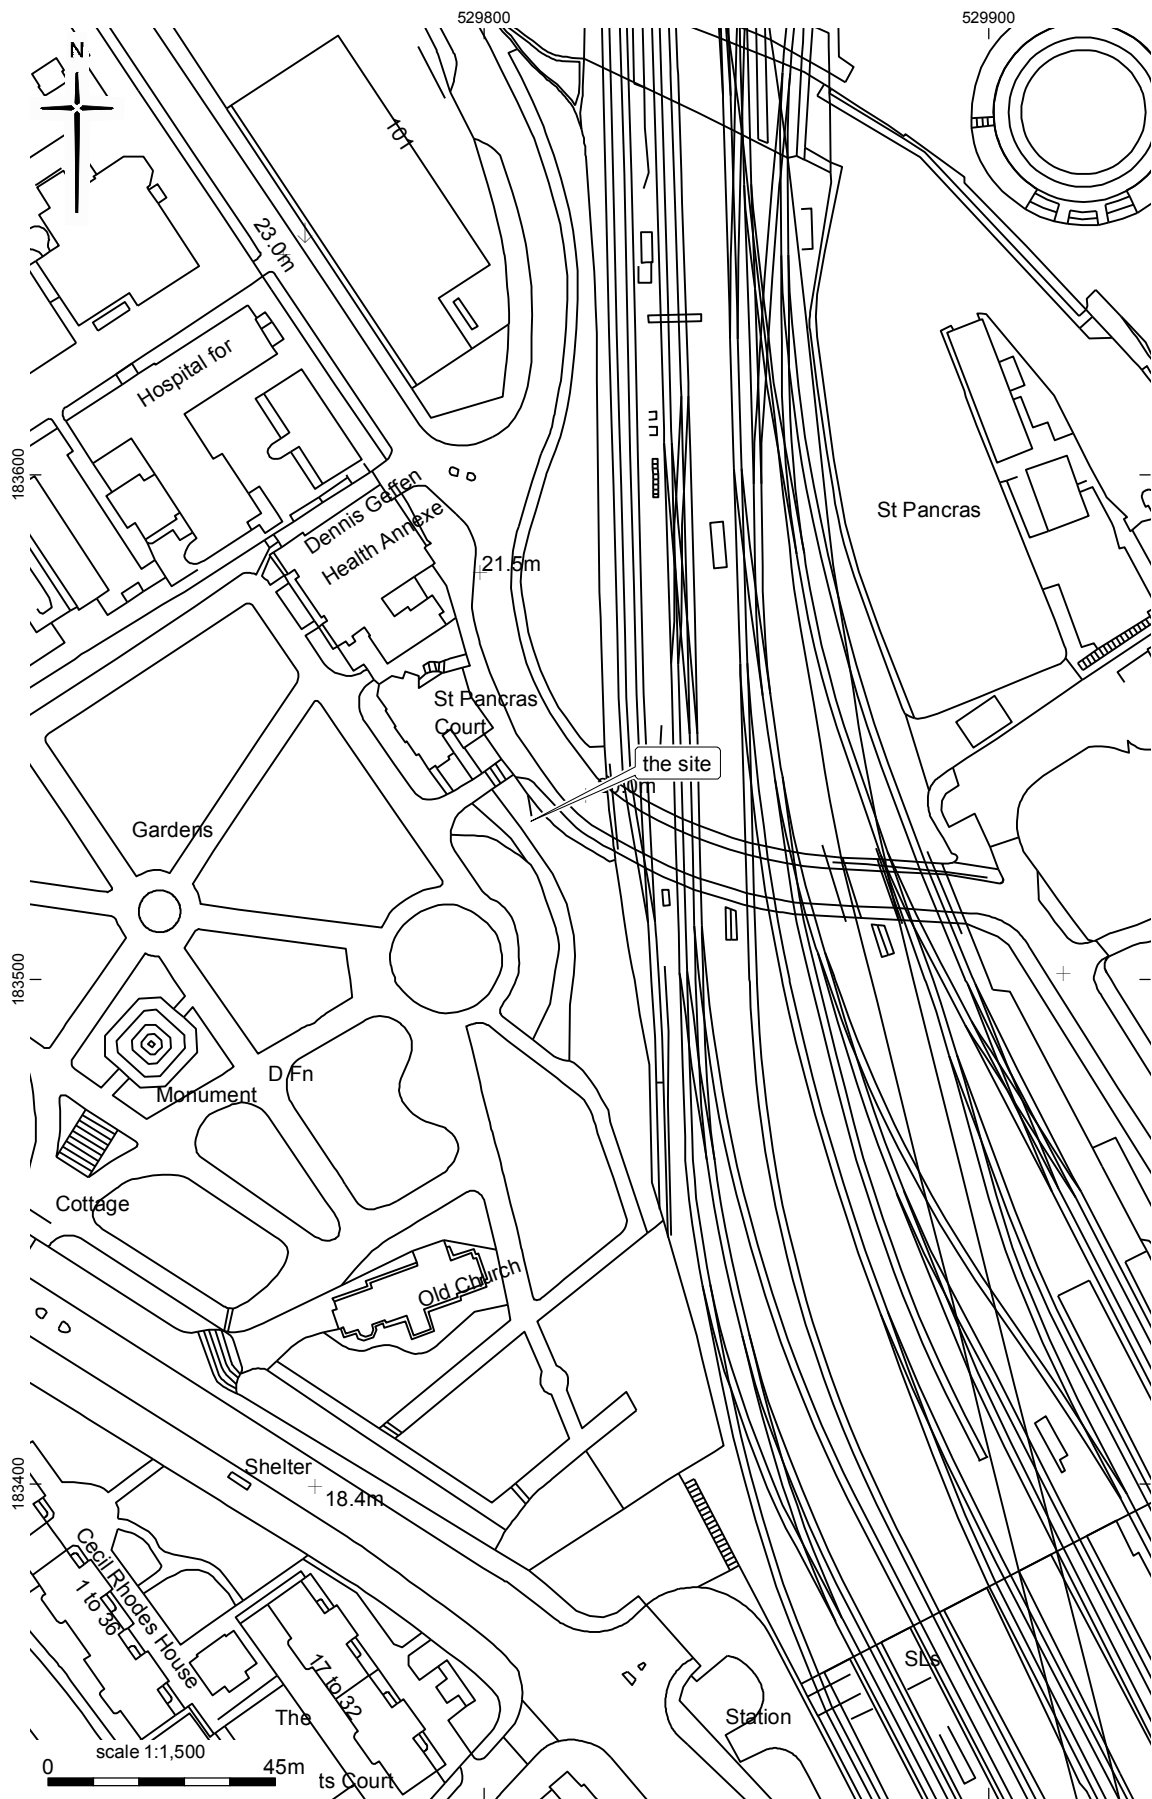 529800
529900
N
101
23.0m
Hospital for
183600
Dennis Geffen
Health Annexe
St Pancras
21.5m
St Pancras
Court
the site
Gardens
183500
D Fn
Monument
Cottage
Old Church
183400
Shelter
18.4m
Cecil Rhodes House
1 to 36
17 to 32
SLs
The
Station
scale 1:1,500
0
45m
ts Court